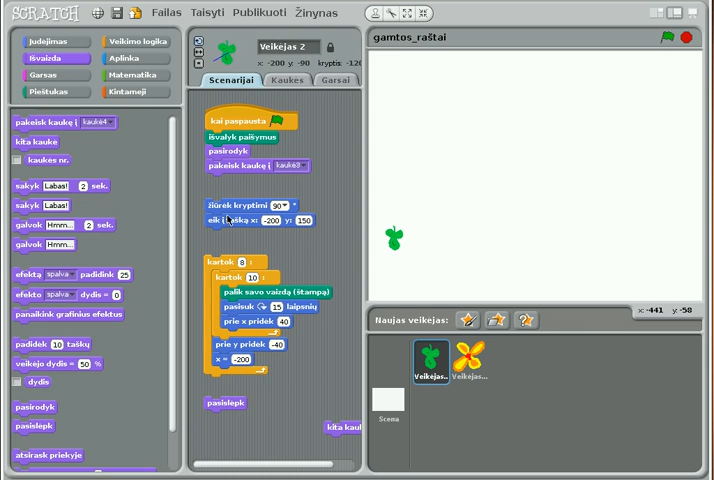 SCRATCH Failas Taisyti Publikuoti Žinynas
Judėjimas Veikimo logika
Išvaizda Aplinka
Garsas Matematika
Pieštukas Kintamieji
pakeisk kaukę į kaukė4
kita kaukė
kaukės nr.
sakyk Labas! 2 sek.
sakyk Labas!
galvok Hmm... 2 sek.
galvok Hmm...
efektą spalva padidink 25
efekto spalva dydis = 0
panaikink grafinius efektus
padidėk 10 taškų
veikėjo dydis = 50 %
dydis
pasirodyk
pasislėpk
atsirask priekyje
Veikėjas 2
x: -200 y: -90 kryptis: -120
Scenarijai Kaukės Garsai
kai paspausta
išvalyk paišymus
pasirodyk
pakeisk kaukę į kaukė3
žiūrėk kryptimi 90
eik į tašką x: -200 y: 150
kartok 8 :
kartok 10 :
palik savo vaizdą (štampą)
pasisuk 15 laipsnių
prie x pridėk 40
prie y pridėk -40
x = -200
pasislėpk
kita kauk
gamtos_raštai
x: -441 y: -58
Naujas veikėjas:
Veikėjas... Veikėjas...
Scena